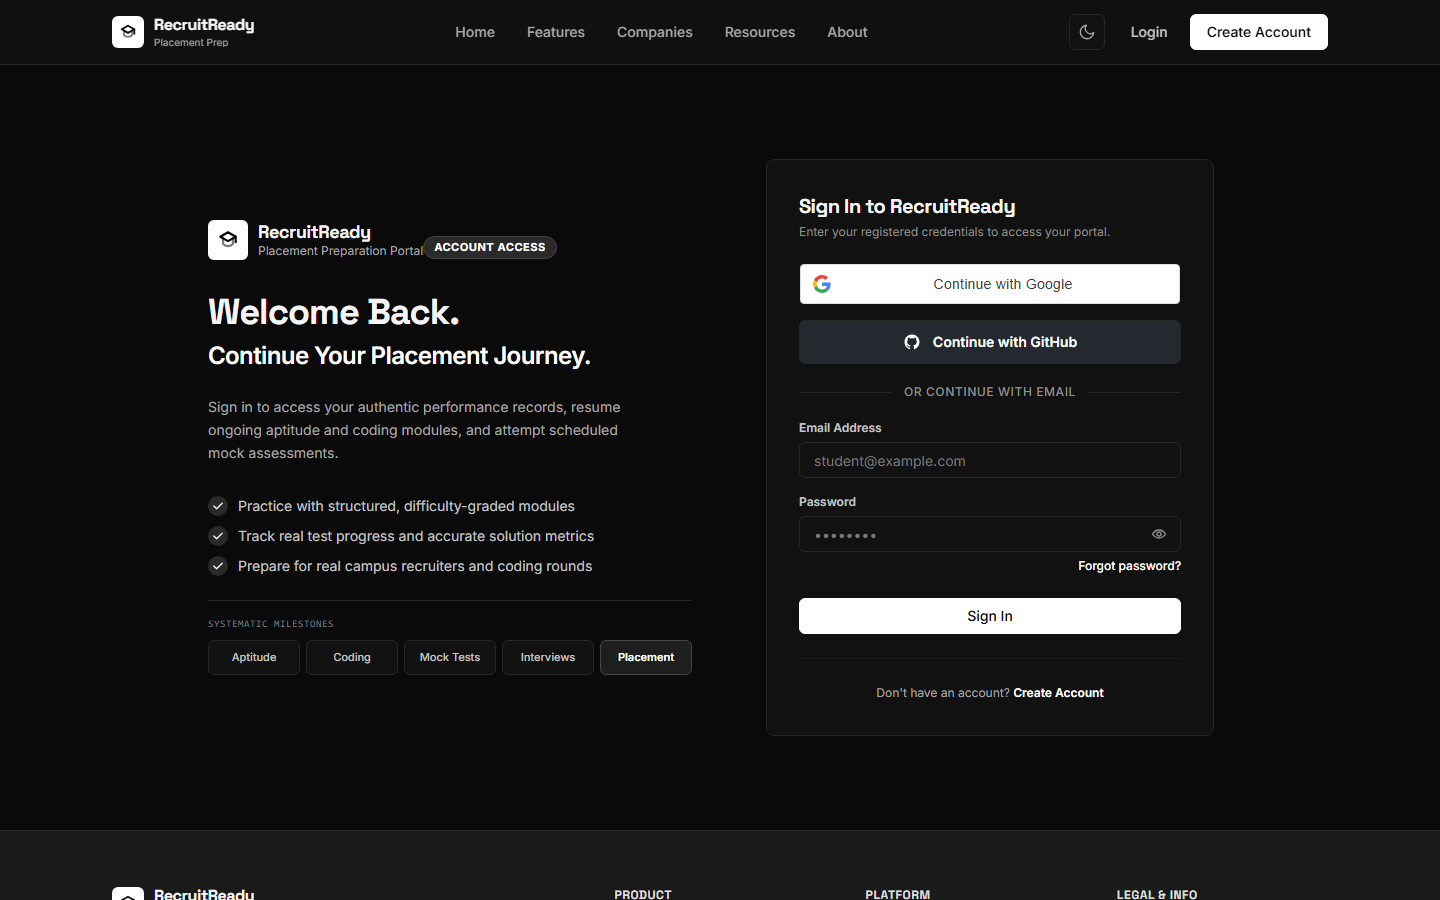 RecruitReady
Placement Prep
Home
Features
Companies
Resources
About
Login
Create Account
RecruitReady
Placement Preparation Portal
ACCOUNT ACCESS
Welcome Back.
Continue Your Placement Journey.
Sign in to access your authentic performance records, resume
ongoing aptitude and coding modules, and attempt scheduled
mock assessments.
Practice with structured, difficulty-graded modules
Track real test progress and accurate solution metrics
Prepare for real campus recruiters and coding rounds
SYSTEMATIC MILESTONES
Aptitude
Coding
Mock Tests
Interviews
Placement
Sign In to RecruitReady
Enter your registered credentials to access your portal.
Continue with Google
Continue with GitHub
OR CONTINUE WITH EMAIL
Email Address
student@example.com
Password
••••••••
Forgot password?
Sign In
Don't have an account? Create Account
RecruitReady
PRODUCT
PLATFORM
LEGAL & INFO